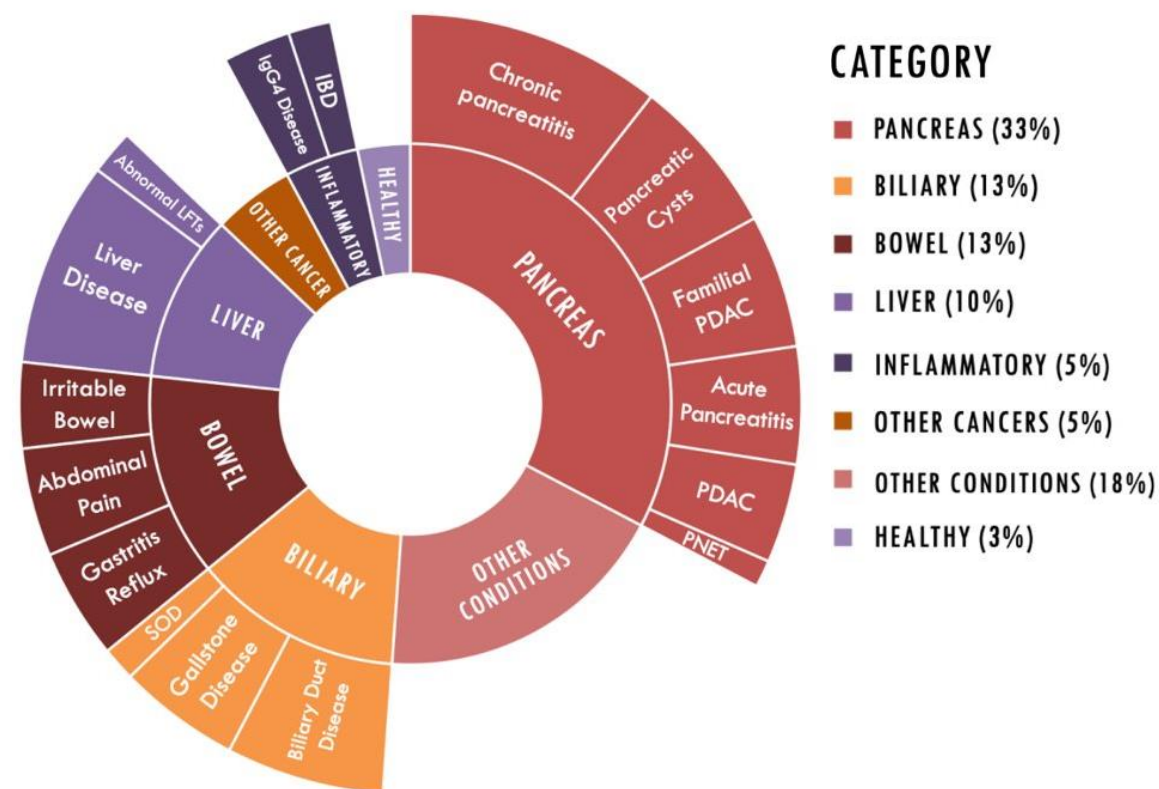 Chronic
pancreatitis
Pancreatic
Cysts
Familial
PDAC
Acute
Pancreatitis
PDAC
PNET
PANCREAS
OTHER
CONDITIONS
BILIARY
Biliary Duct
Disease
Gallstone
Disease
SOD
BOWEL
Gastritis
Reflux
Abdominal
Pain
Irritable
Bowel
LIVER
Liver
Disease
Abnormal LFTs
OTHER CANCER
INFLAMMATORY
IgG4 Disease
IBD
HEALTHY
CATEGORY
PANCREAS (33%)
BILIARY (13%)
BOWEL (13%)
LIVER (10%)
INFLAMMATORY (5%)
OTHER CANCERS (5%)
OTHER CONDITIONS (18%)
HEALTHY (3%)